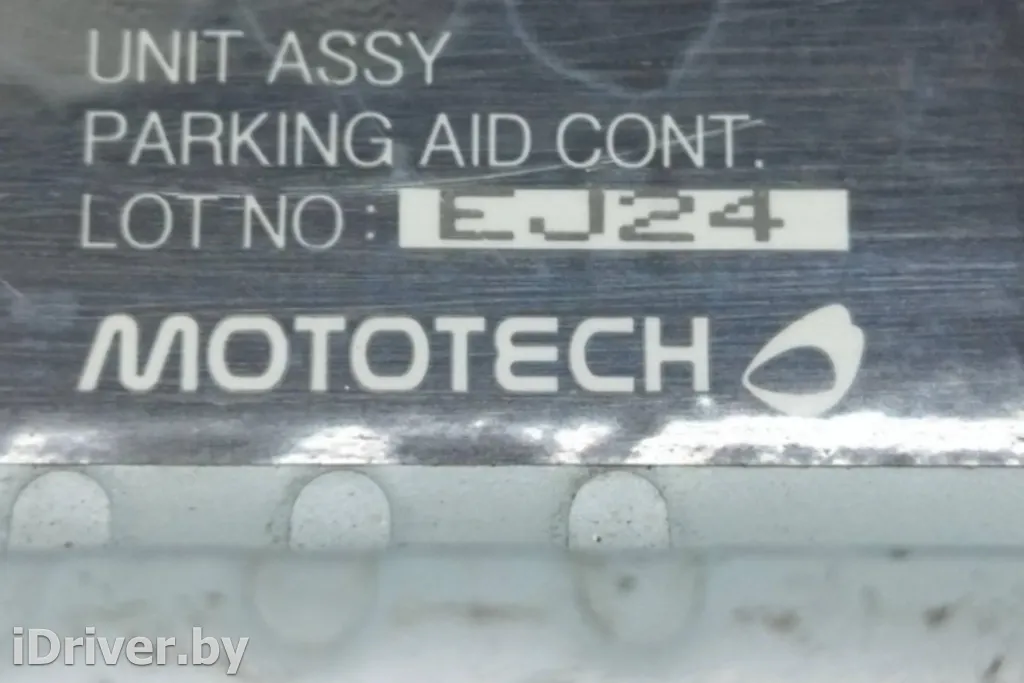 UNIT ASSY
PARKING AID CONT.
LOT NO : EJ24
MOTOTECH
iDriver.by